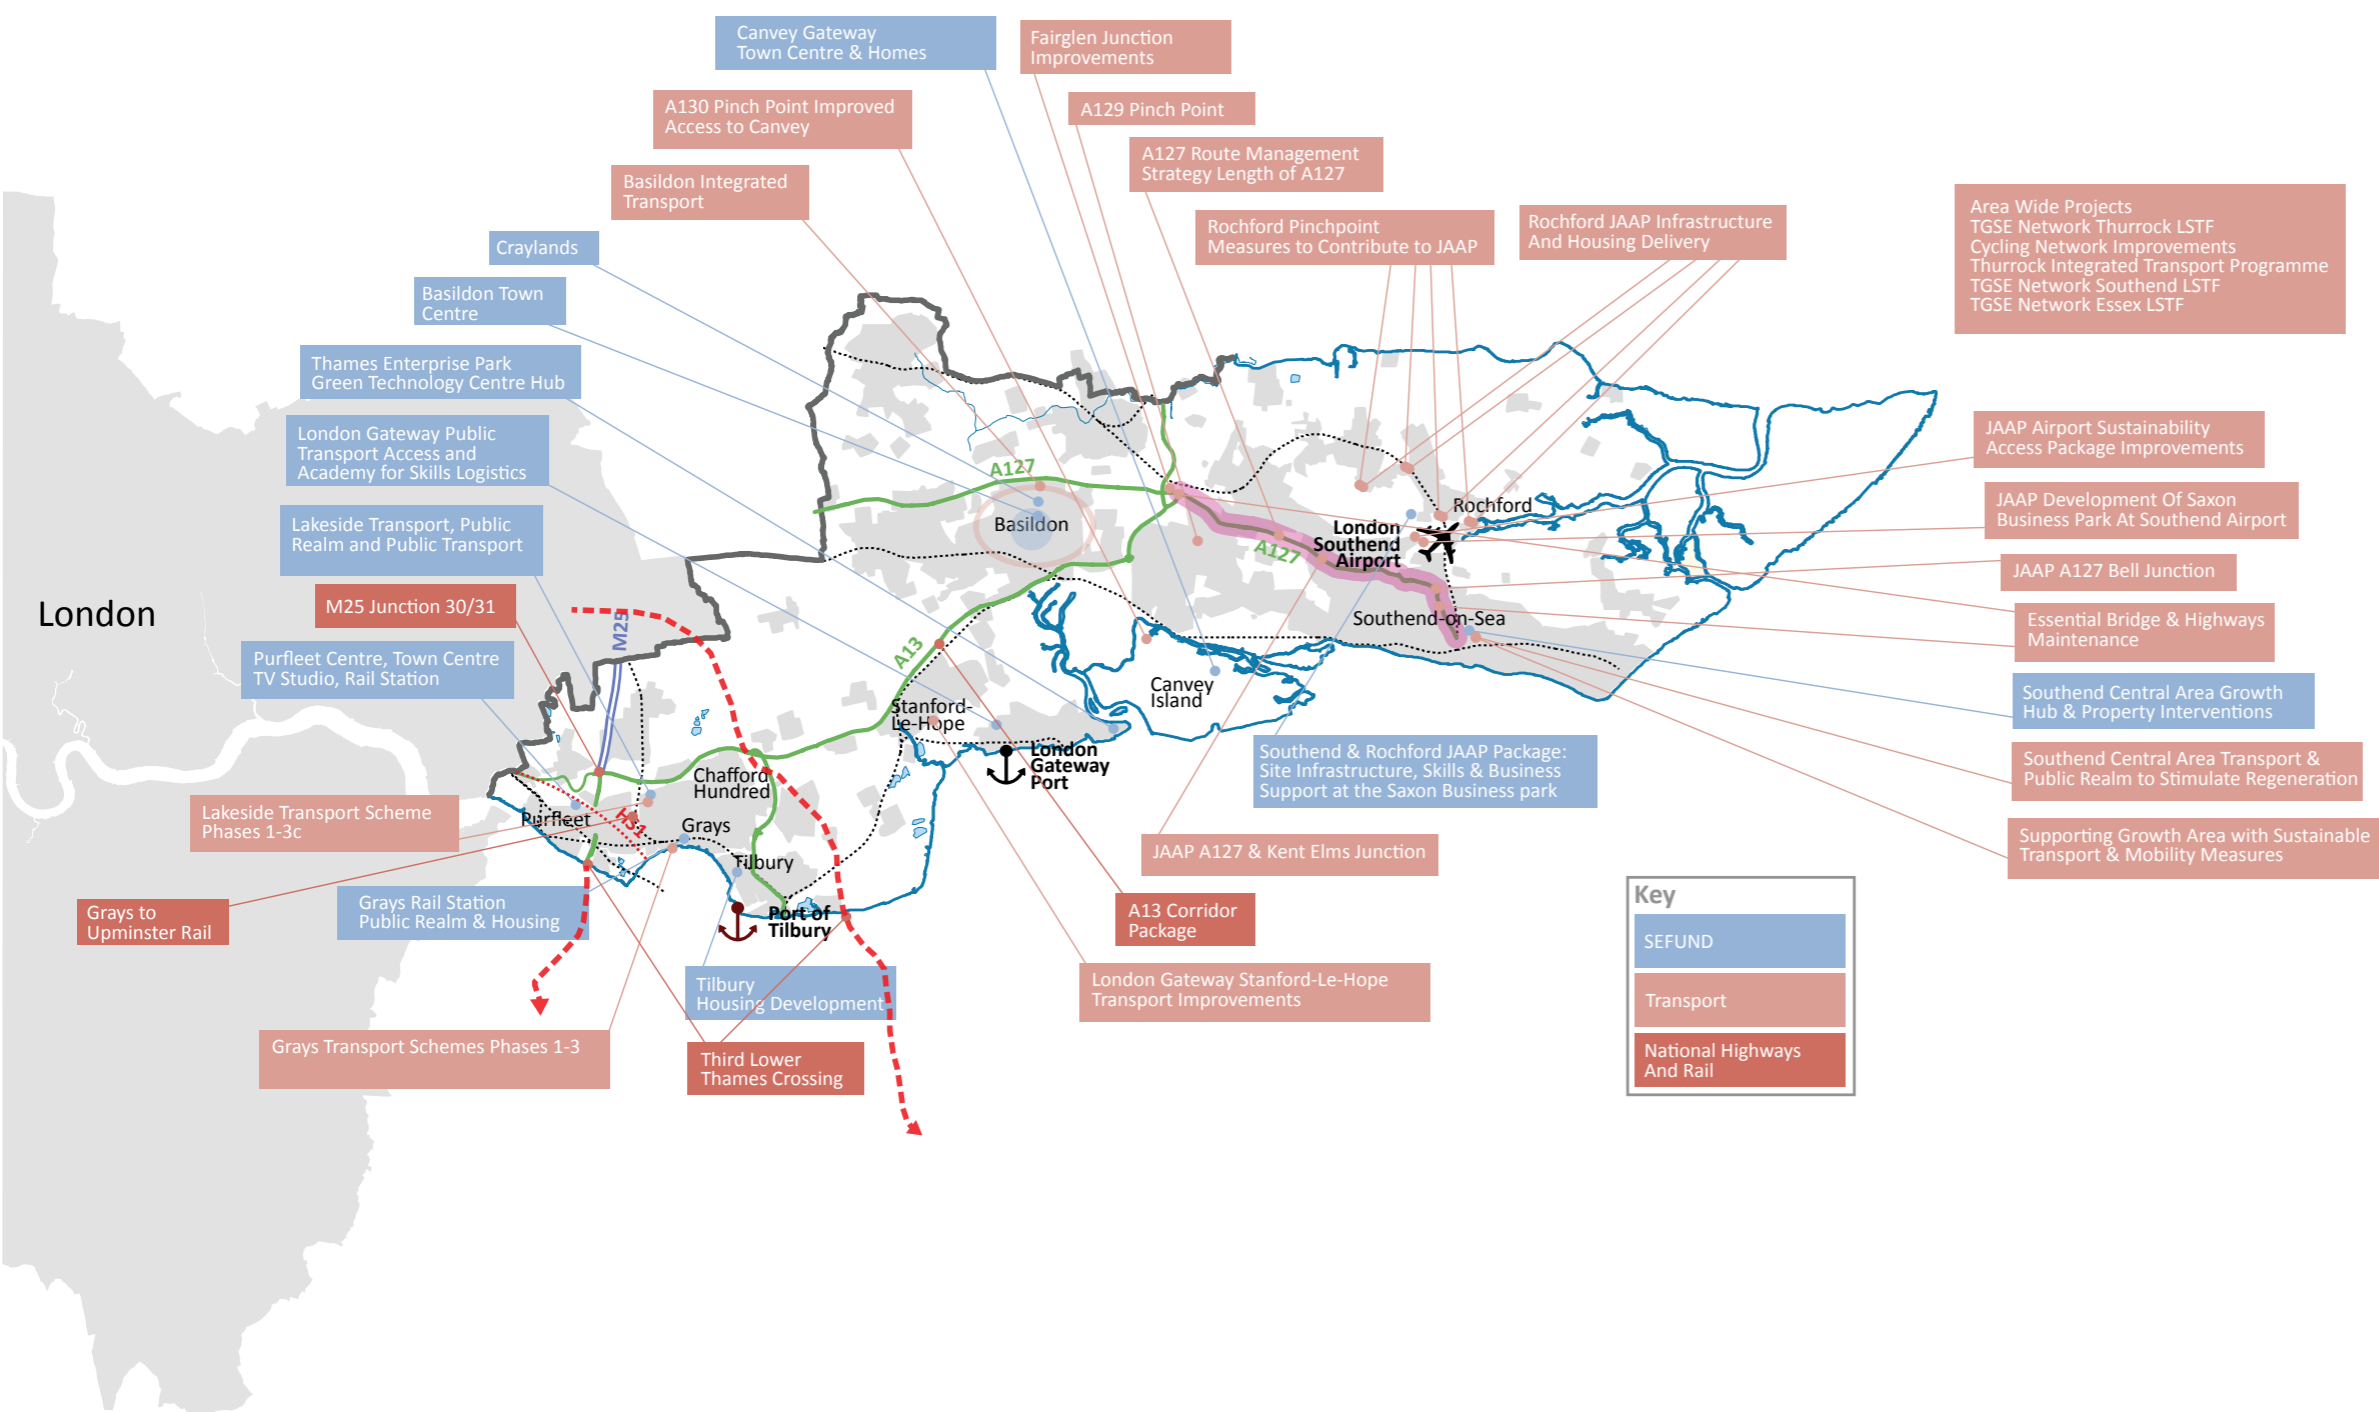 Canvey Gateway
Town Centre & Homes
Fairglen Junction
Improvements
A130 Pinch Point Improved
Access to Canvey
A129 Pinch Point
A127 Route Management
Strategy Length of A127
Basildon Integrated
Transport
Rochford Pinchpoint
Measures to Contribute to JAAP
Rochford JAAP Infrastructure
And Housing Delivery
Area Wide Projects
TGSE Network Thurrock LSTF
Cycling Network Improvements
Thurrock Integrated Transport Programme
TGSE Network Southend LSTF
TGSE Network Essex LSTF
Craylands
Basildon Town
Centre
Thames Enterprise Park
Green Technology Centre Hub
London Gateway Public
Transport Access and
Academy for Skills Logistics
JAAP Airport Sustainability
Access Package Improvements
A127
Basildon
Rochford
JAAP Development Of Saxon
Business Park At Southend Airport
Lakeside Transport, Public
Realm and Public Transport
London
Southend
Airport
A127
JAAP A127 Bell Junction
M25 Junction 30/31
London
M25
Southend-on-Sea
Essential Bridge & Highways
Maintenance
Purfleet Centre, Town Centre
TV Studio, Rail Station
A13
Canvey
Island
Southend Central Area Growth
Hub & Property Interventions
Stanford-
Le-Hope
London
Gateway
Port
Southend & Rochford JAAP Package:
Site Infrastructure, Skills & Business
Support at the Saxon Business park
Southend Central Area Transport &
Public Realm to Stimulate Regeneration
Chafford
Hundred
Lakeside Transport Scheme
Phases 1-3c
Purfleet
HS1
Grays
JAAP A127 & Kent Elms Junction
Supporting Growth Area with Sustainable
Transport & Mobility Measures
Tilbury
Grays to
Upminster Rail
Grays Rail Station
Public Realm & Housing
Port of
Tilbury
A13 Corridor
Package
Key
SEFUND
Transport
National Highways
And Rail
Tilbury
Housing Development
London Gateway Stanford-Le-Hope
Transport Improvements
Grays Transport Schemes Phases 1-3
Third Lower
Thames Crossing